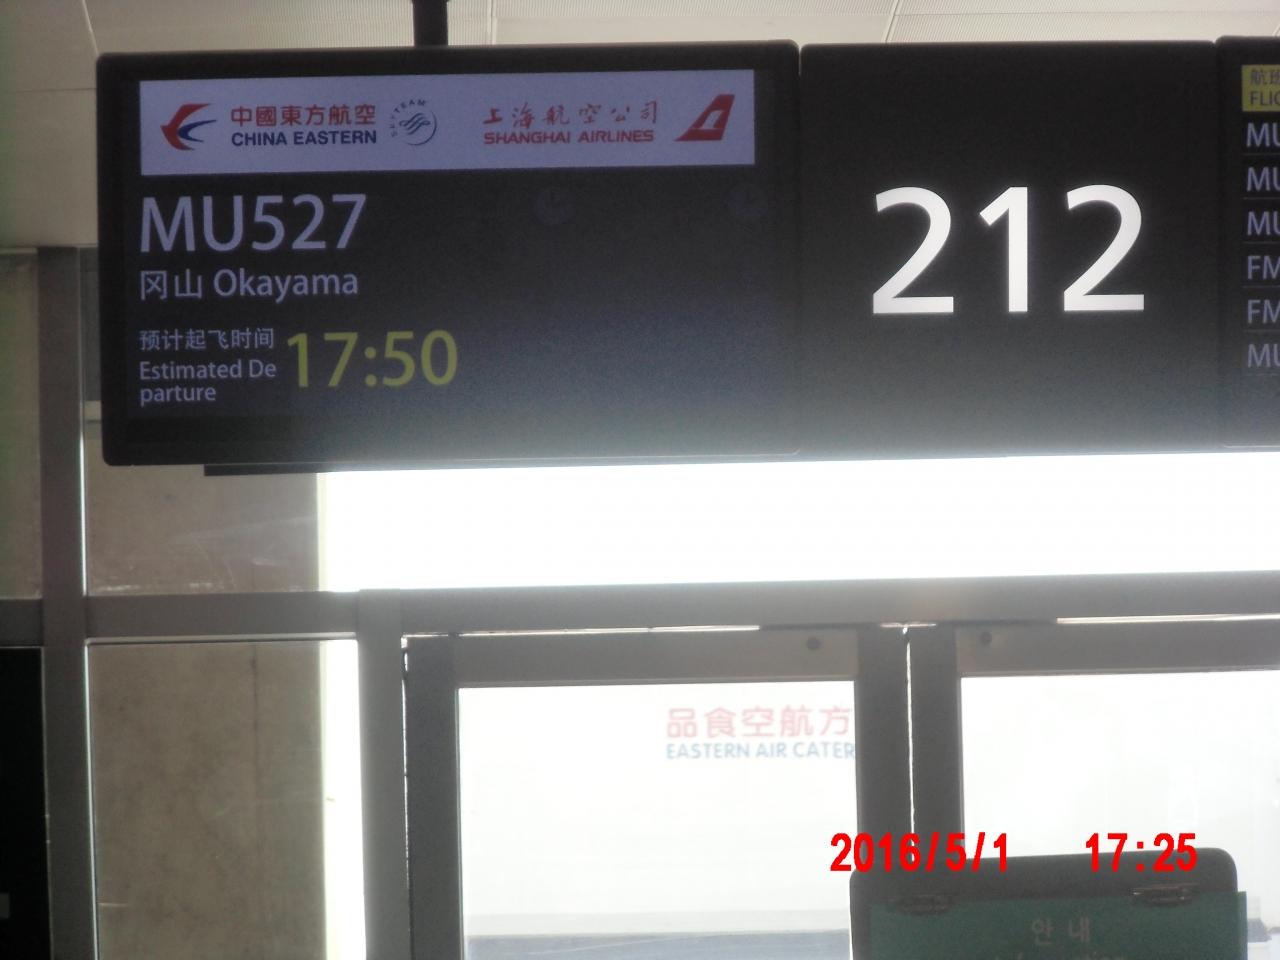 中國東方航空
CHINA EASTERN
SKYTEAM
上海航空公司
SHANGHAI AIRLINES
MU527
冈山 Okayama
预计起飞时间
Estimated De
parture
17:50
212
FLIG
MU
MU
MU
FM
FM
MU
品食空航方
EASTERN AIR CATER
2016/5/1 17:25
안내